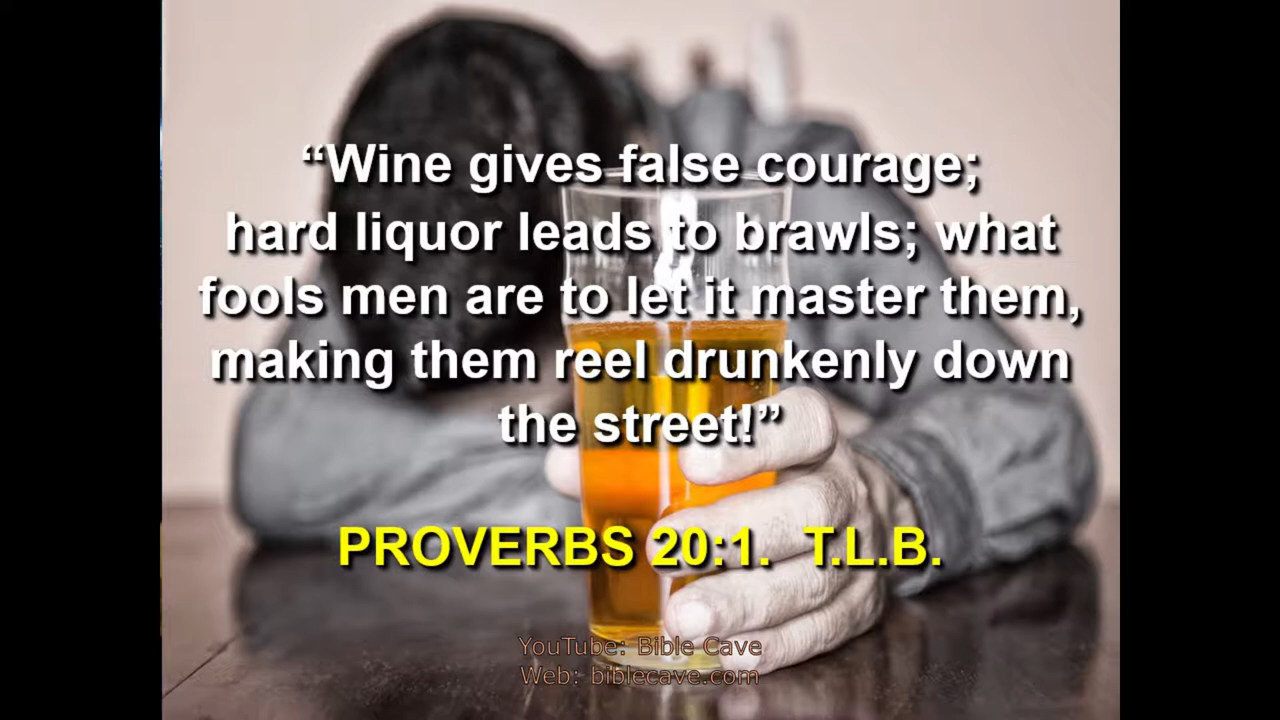 “Wine gives false courage;
hard liquor leads to brawls; what
fools men are to let it master them,
making them reel drunkenly down
the street!”
PROVERBS 20:1. T.L.B.
YouTube: Bible Cave
Web: biblecave.com